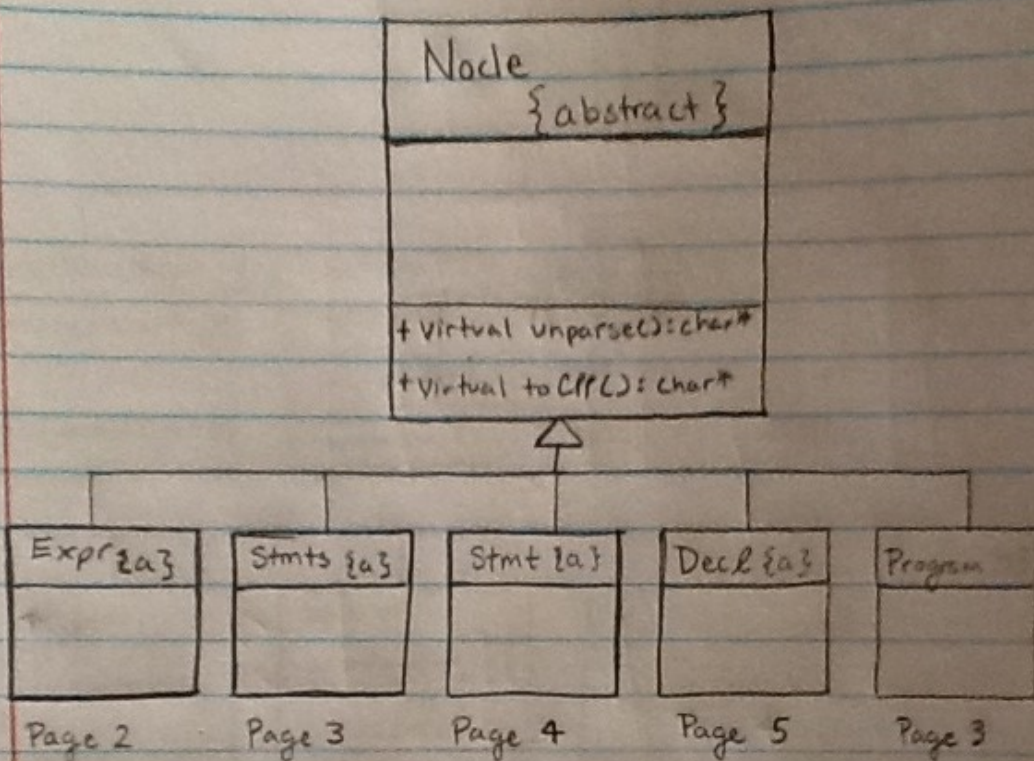 Node
{abstract}
+ Virtual unparse(): char*
+ Virtual toCPP(): char*
Expr {a}
Stmts {a}
Stmt {a}
Decl {a}
Program
Page 2
Page 3
Page 4
Page 5
Page 3